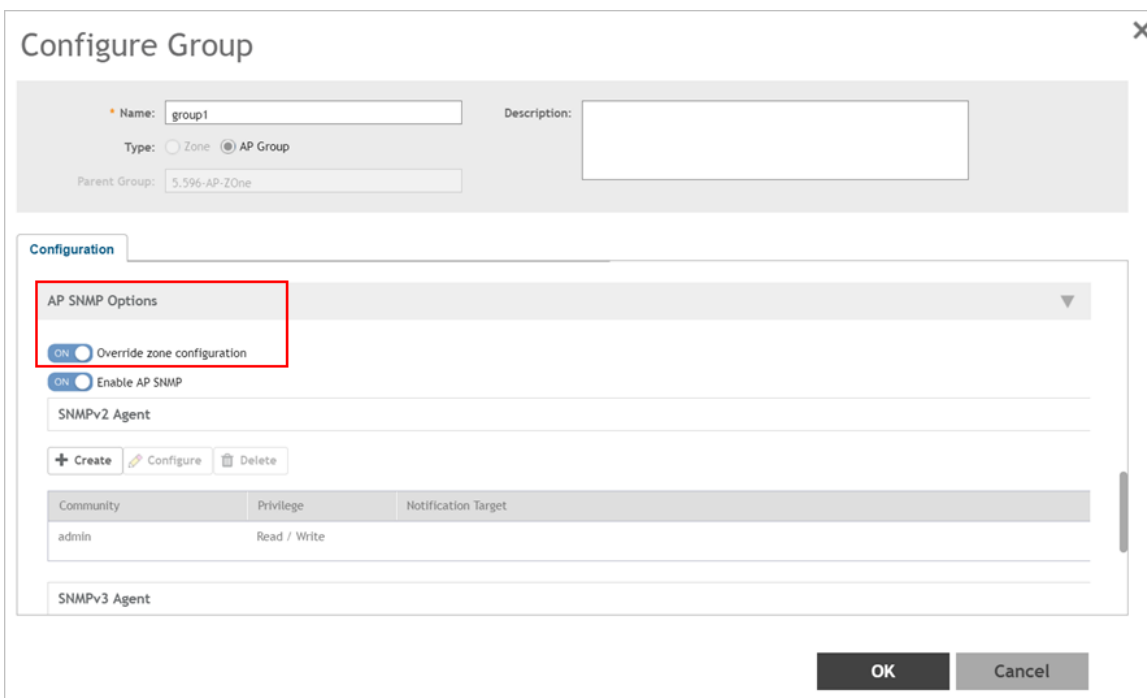 Configure Group
* Name: group1 Description:
Type: Zone AP Group
Parent Group: 5.596-AP-ZOne
Configuration
AP SNMP Options
ON Override zone configuration
ON Enable AP SNMP
SNMPv2 Agent
+ Create Configure Delete
Community Privilege Notification Target
admin Read / Write
SNMPv3 Agent
OK Cancel